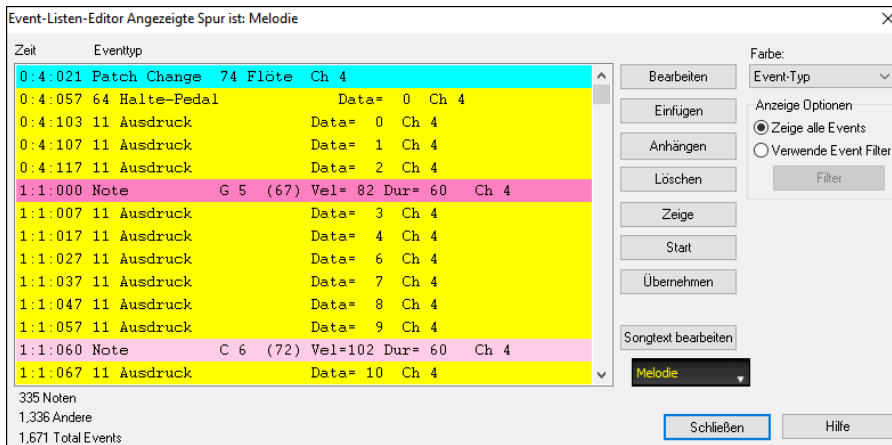 Event-Listen-Editor Angezeigte Spur ist: Melodie
Zeit Eventtyp
0:4:021 Patch Change 74 Flöte Ch 4
0:4:057 64 Halte-Pedal Data= 0 Ch 4
0:4:103 11 Ausdruck Data= 0 Ch 4
0:4:107 11 Ausdruck Data= 1 Ch 4
0:4:117 11 Ausdruck Data= 2 Ch 4
1:1:000 Note G 5 (67) Vel= 82 Dur= 60 Ch 4
1:1:007 11 Ausdruck Data= 3 Ch 4
1:1:017 11 Ausdruck Data= 4 Ch 4
1:1:027 11 Ausdruck Data= 6 Ch 4
1:1:037 11 Ausdruck Data= 7 Ch 4
1:1:047 11 Ausdruck Data= 8 Ch 4
1:1:057 11 Ausdruck Data= 9 Ch 4
1:1:060 Note C 6 (72) Vel=102 Dur= 60 Ch 4
1:1:067 11 Ausdruck Data= 10 Ch 4
335 Noten
1,336 Andere
1,671 Total Events
Bearbeiten
Einfügen
Anhängen
Löschen
Zeige
Start
Übernehmen
Songtext bearbeiten
Melodie
Farbe:
Event-Typ
Anzeige Optionen
Zeige alle Events
Verwende Event Filter
Filter
Schließen
Hilfe